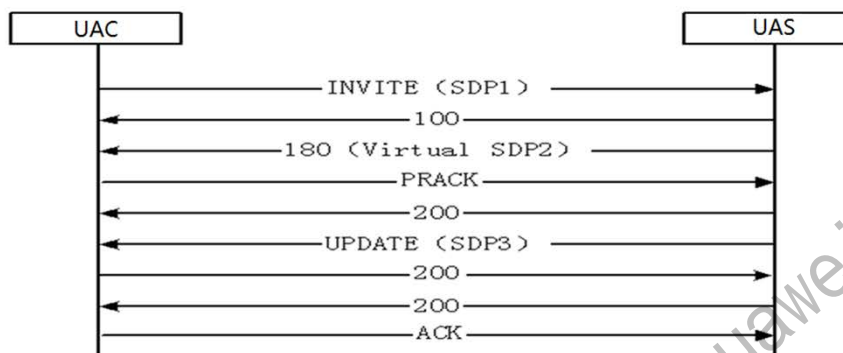 UAC
UAS
INVITE (SDP1)
100
180 (Virtual SDP2)
PRACK
200
UPDATE (SDP3)
200
200
ACK